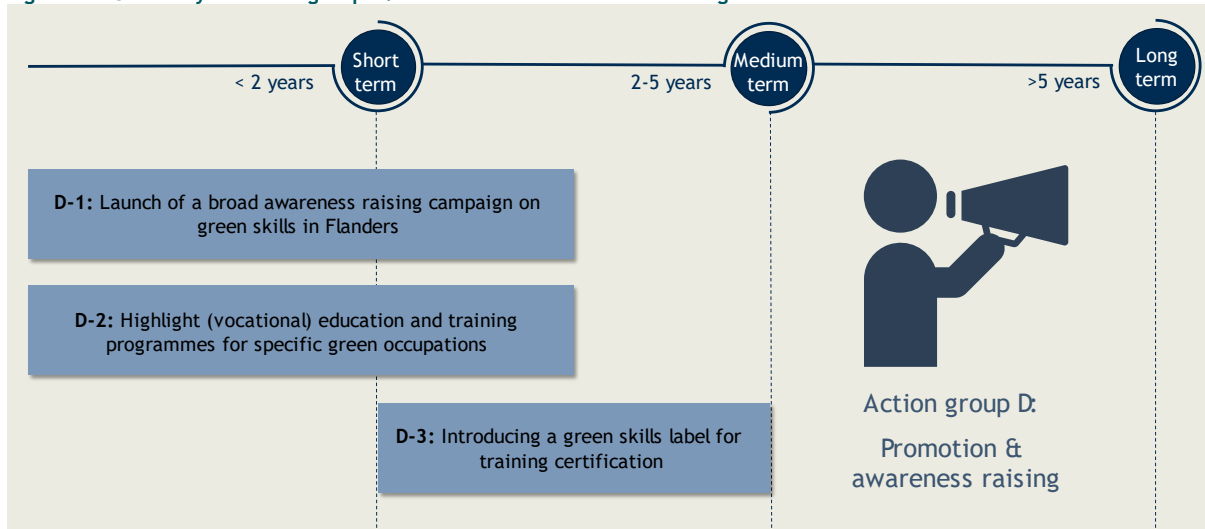 Short
term
< 2 years
Medium
term
2-5 years
Long
term
>5 years
D-1: Launch of a broad awareness raising campaign on
green skills in Flanders
D-2: Highlight (vocational) education and training
programmes for specific green occupations
D-3: Introducing a green skills label for
training certification
Action group D:
Promotion &
awareness raising